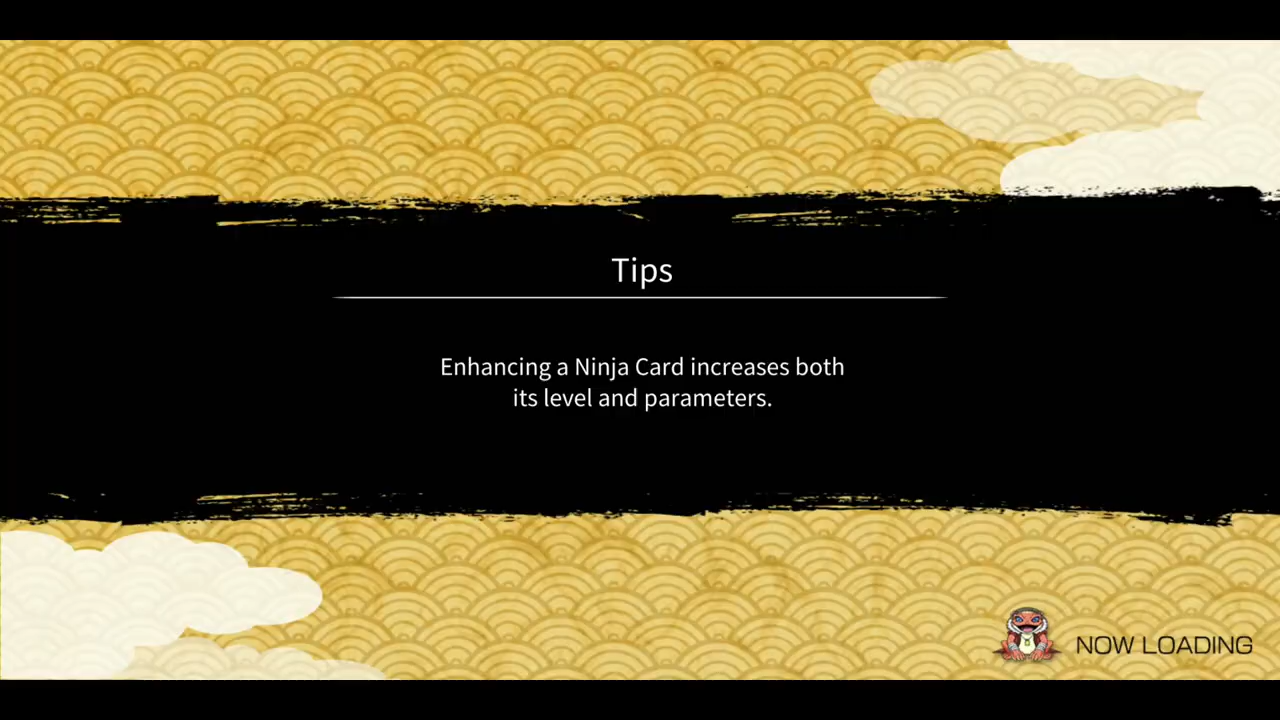 Tips
Enhancing a Ninja Card increases both
its level and parameters.
NOW LOADING